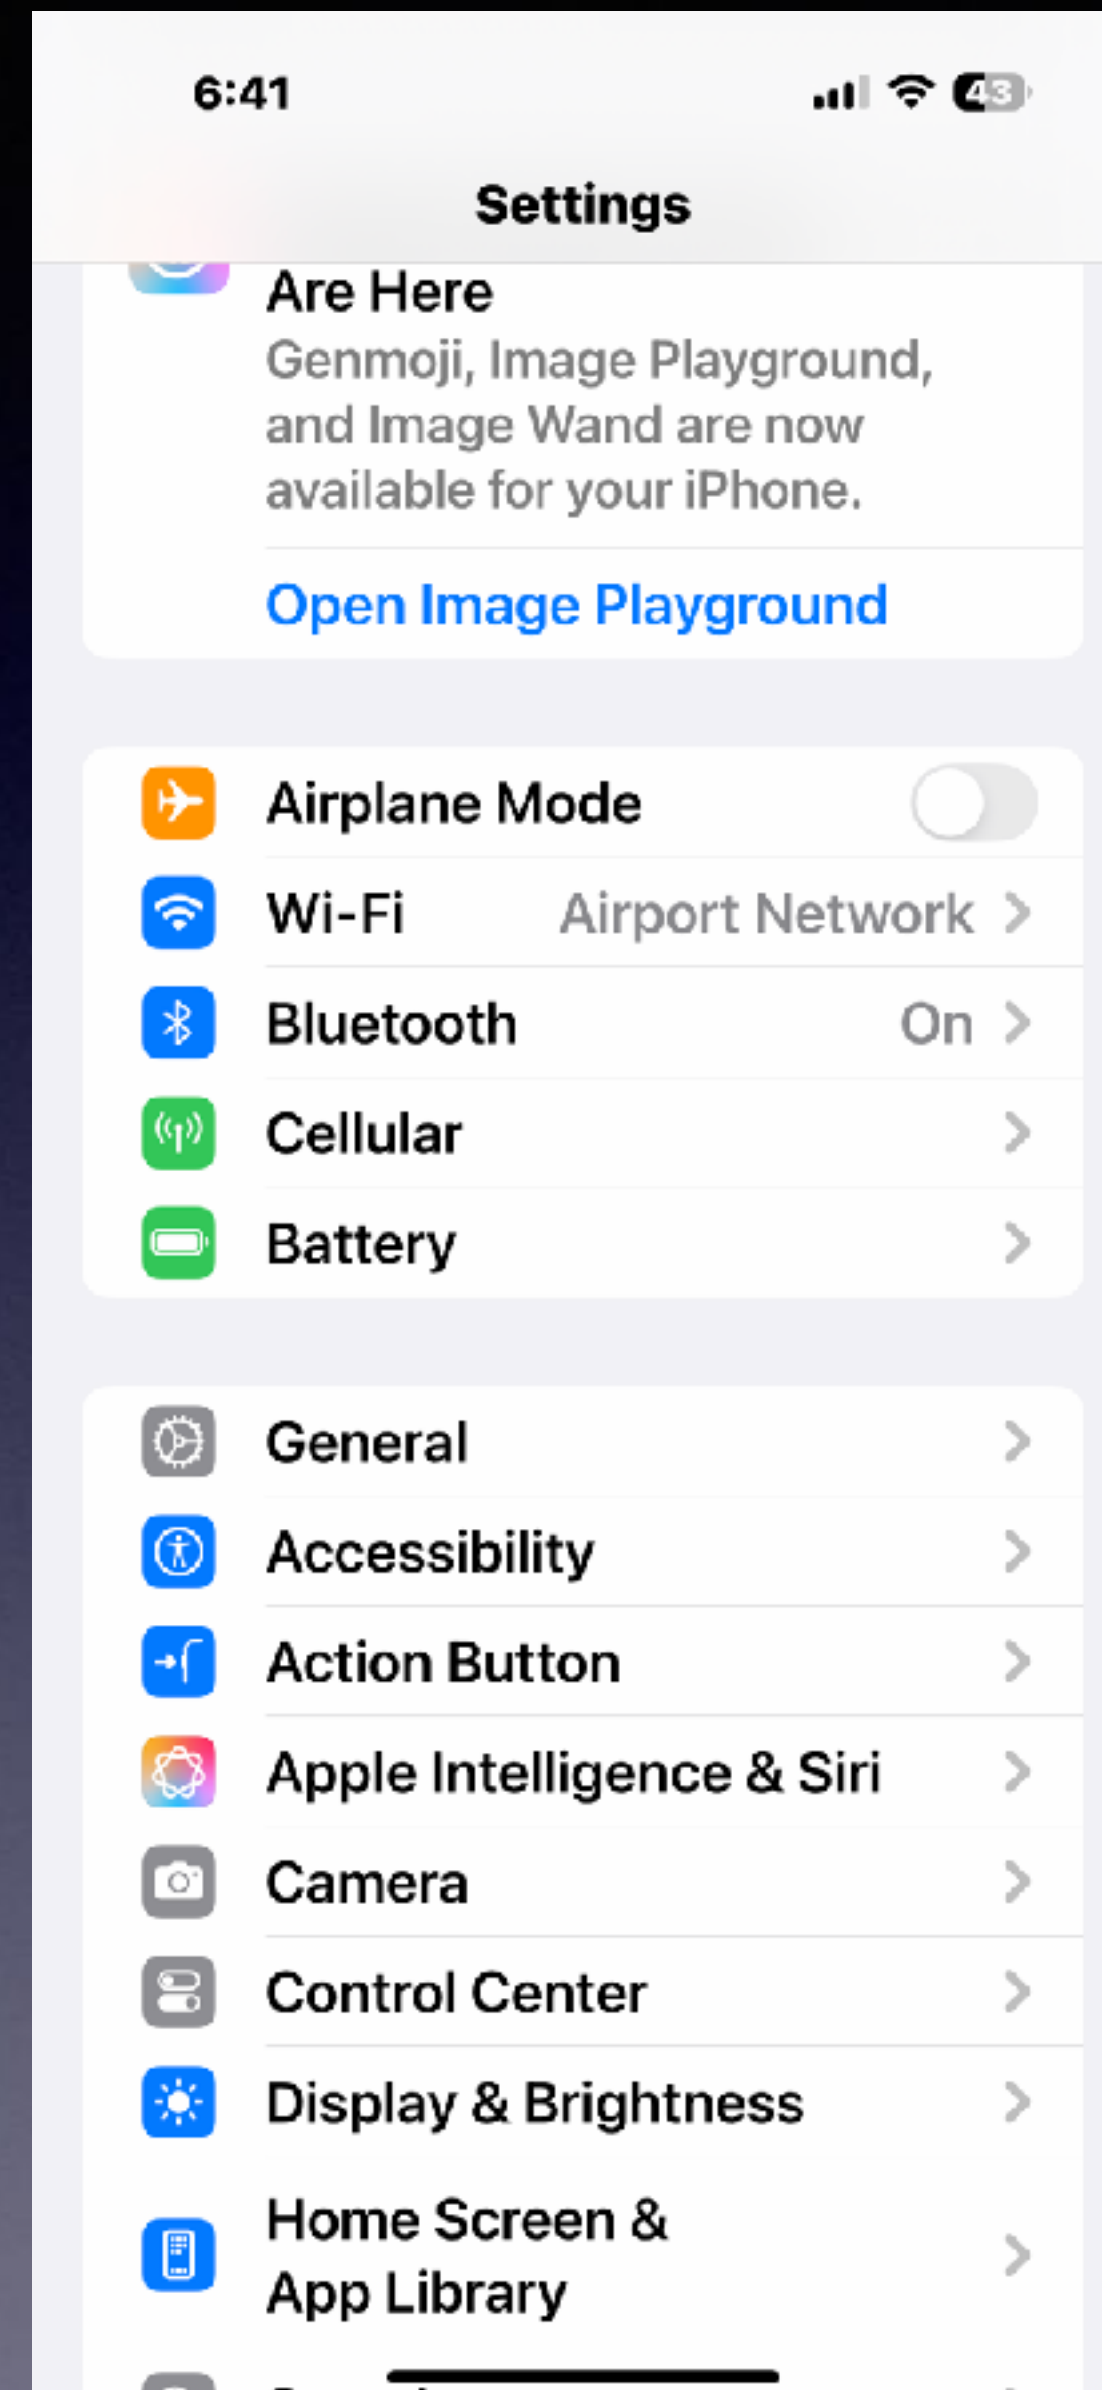 6:41 43
Settings
Are Here
Genmoji, Image Playground,
and Image Wand are now
available for your iPhone.
Open Image Playground
Airplane Mode
Wi-Fi Airport Network
Bluetooth On
Cellular
Battery
General
Accessibility
Action Button
Apple Intelligence & Siri
Camera
Control Center
Display & Brightness
Home Screen &
App Library